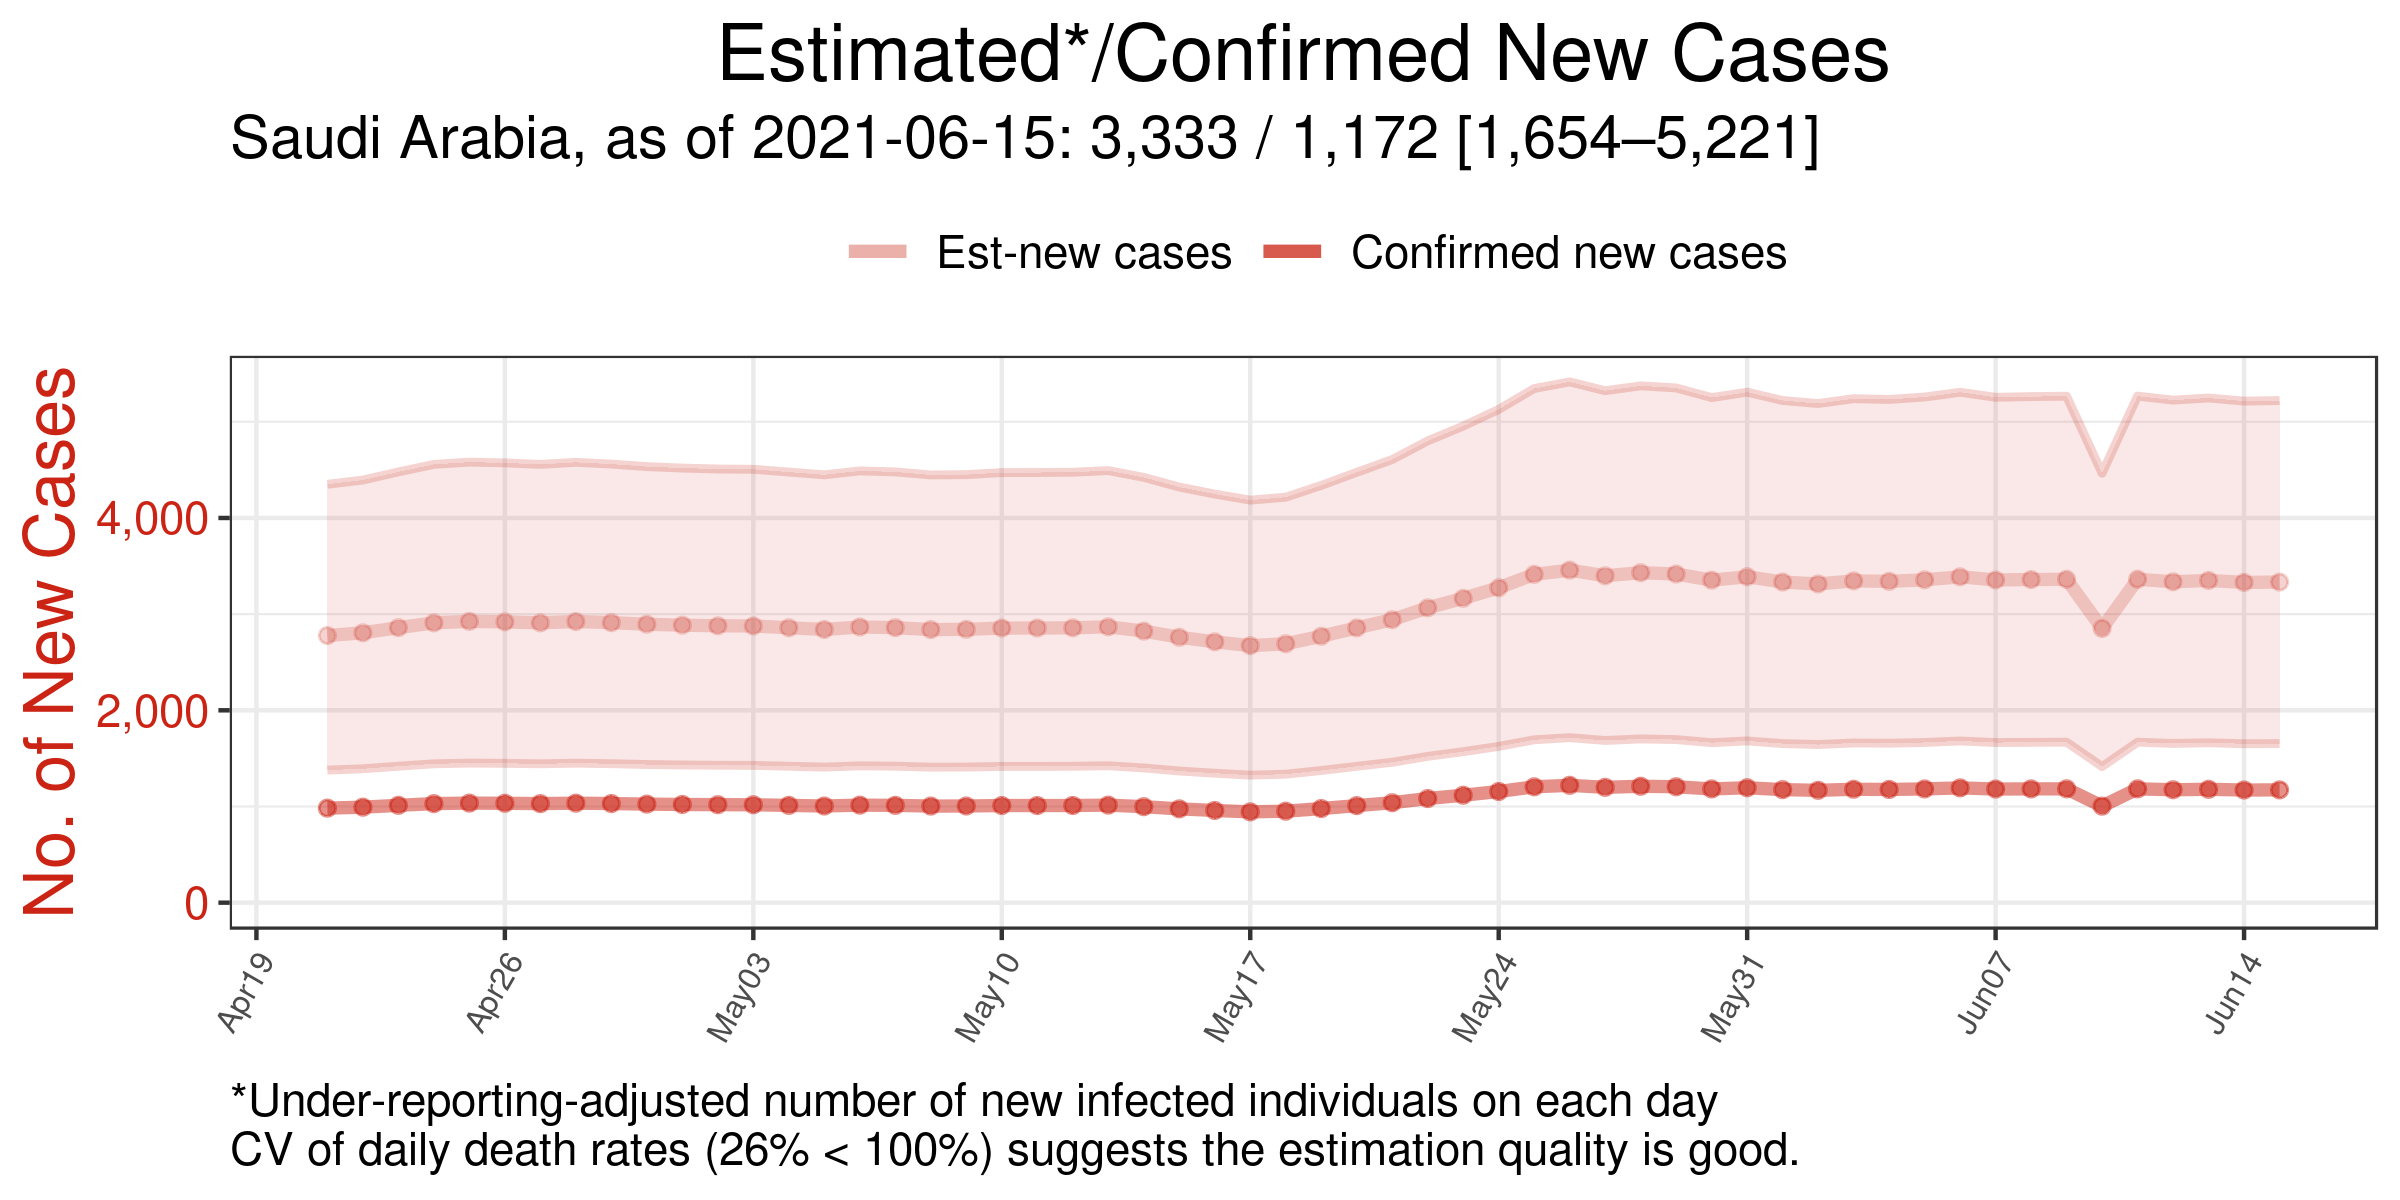 Estimated*/Confirmed New Cases
Saudi Arabia, as of 2021-06-15: 3,333 / 1,172 [1,654–5,221]
Est-new cases
Confirmed new cases
No. of New Cases
4,000
2,000
0
Apr19
Apr26
May03
May10
May17
May24
May31
Jun07
Jun14
*Under-reporting-adjusted number of new infected individuals on each day
CV of daily death rates (26% < 100%) suggests the estimation quality is good.